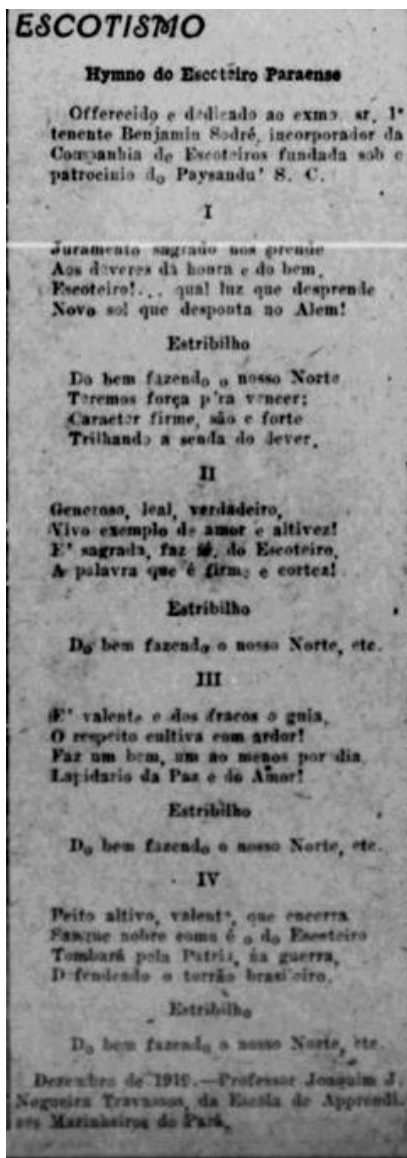 ESCOTISMO
Hymno do Escoteiro Paraense
Offerecido e dedicado ao exmo. sr. 1º
tenente Benjamin Sodré, incorporador da
Companhia de Escoteiros fundada sob o
patrocinio do Paysandu' S. C.
I
Juramento sagrado nos prende
Aos deveres da honra e do bem,
Escoteiro!... qual luz que desprende
Novo sol que desponta no Alem!
Estribilho
Do bem fazendo o nosso Norte
Teremos força p'ra vencer;
Caracter firme, são e forte
Trilhando a senda do dever.
II
Generoso, leal, verdadeiro,
Vivo exemplo de amor e altivez!
E' sagrada, faz fé, do Escoteiro,
A palavra que é firme e cortez!
Estribilho
Do bem fazendo o nosso Norte, etc.
III
E' valente e dos fracos o guia,
O respeito cultiva com ardor!
Faz um bem, um ao menos por dia
Lapidario da Paz e do Amor!
Estribilho
Do bem fazendo o nosso Norte, etc.
IV
Peito altivo, valente, que encerra
Sangue nobre como é o do Escoteiro
Tombará pela Patria, na guerra,
Defendendo o torrão brasileiro.
Estribilho
Do bem fazendo o nosso Norte, etc.
Dezembro de 1919.—Professor Joaquim J.
Nogueira Travassos, da Escola de Apprendi-
zes Marinheiros do Pará.